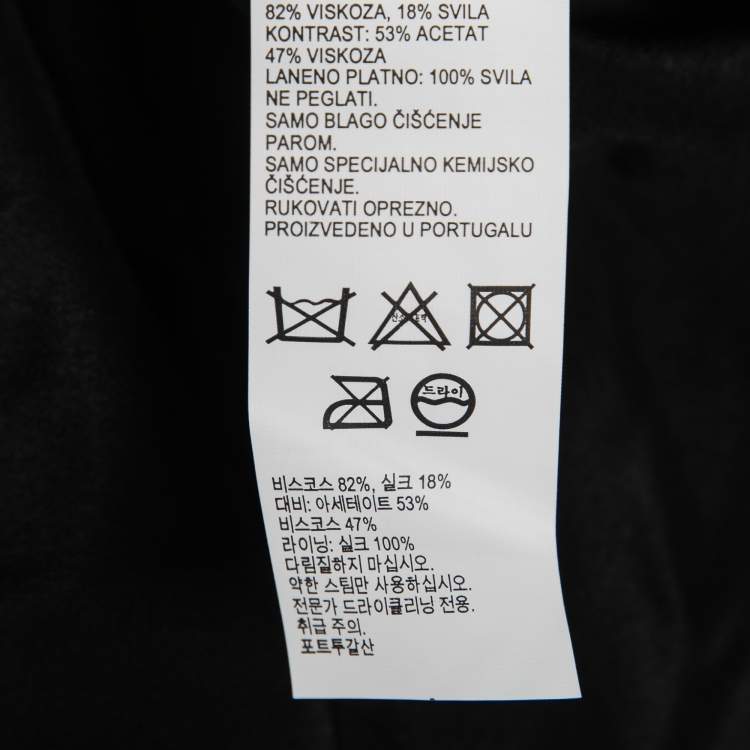 82% VISKOZA, 18% SVILA
KONTRAST: 53% ACETAT
47% VISKOZA
LANENO PLATNO: 100% SVILA
NE PEGLATI.
SAMO BLAGO ČIŠĆENJE
PAROM.
SAMO SPECIJALNO KEMIJSKO
ČIŠĆENJE.
RUKOVATI OPREZNO.
PROIZVEDENO U PORTUGALU
드라이
비스코스 82%, 실크 18%
대비: 아세테이트 53%
비스코스 47%
라이닝: 실크 100%
다림질하지 마십시오.
약한 스팀만 사용하십시오.
전문가 드라이클리닝 전용.
취급 주의.
포트투갈산